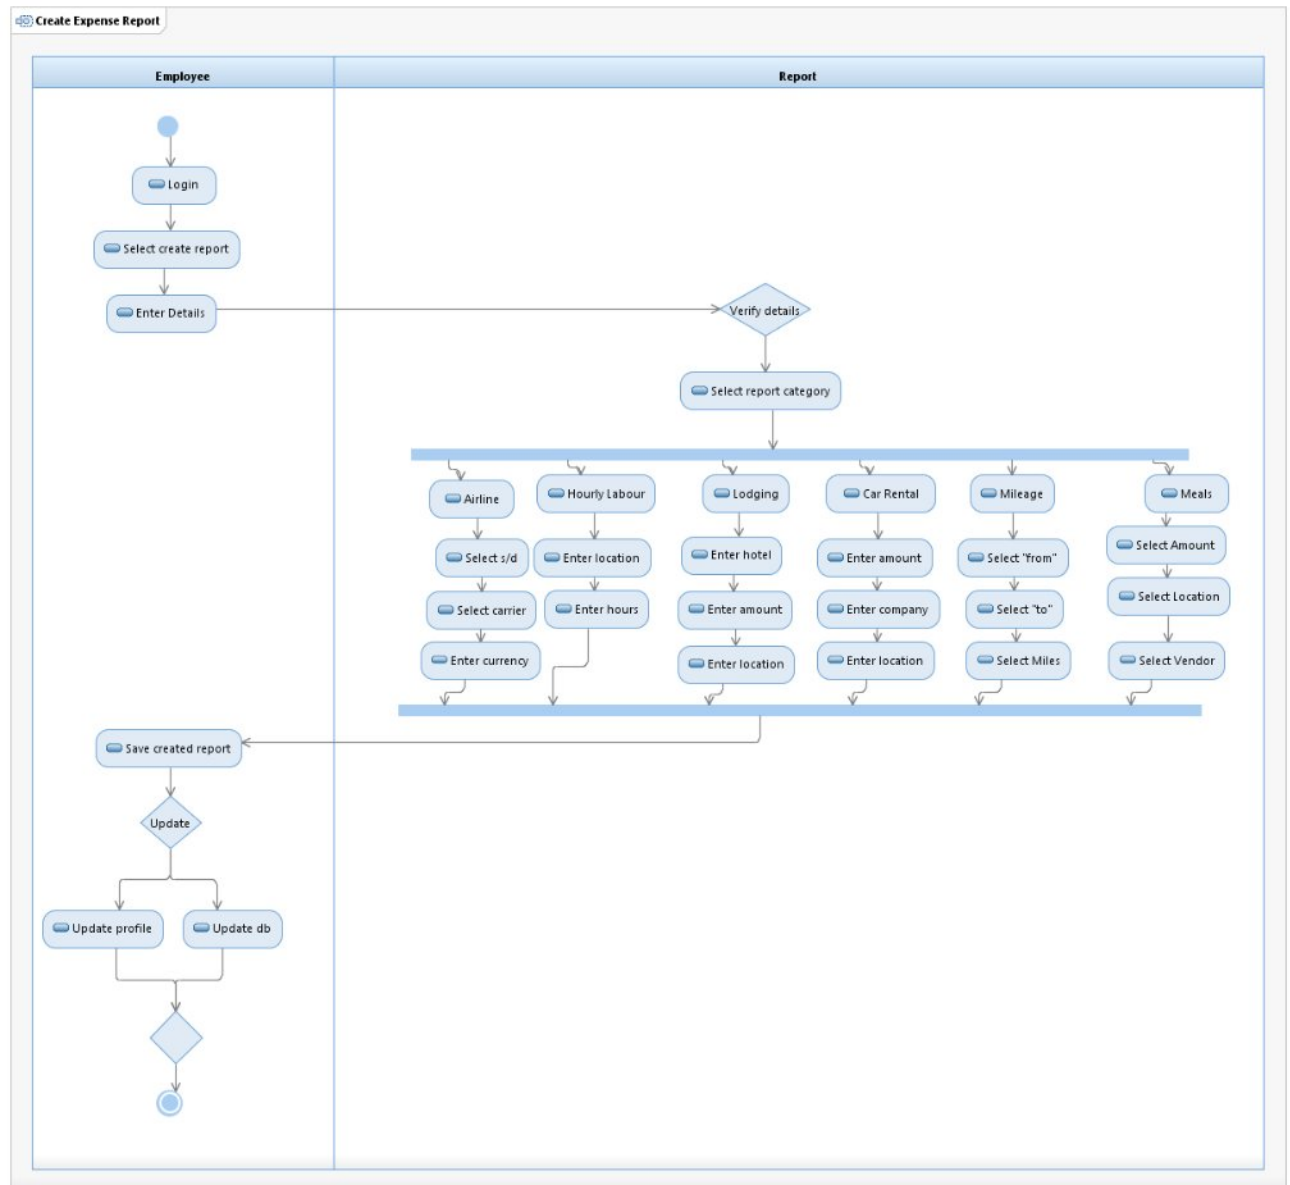 Create Expense Report
Employee
Report
Login
Select create report
Enter Details
Verify details
Select report category
Airline
Hourly Labour
Lodging
Car Rental
Mileage
Meals
Select s/d
Enter location
Enter hotel
Enter amount
Select "from"
Select Amount
Select carrier
Enter hours
Enter amount
Enter company
Select "to"
Select Location
Enter currency
Enter location
Enter location
Select Miles
Select Vendor
Save created report
Update
Update profile
Update db